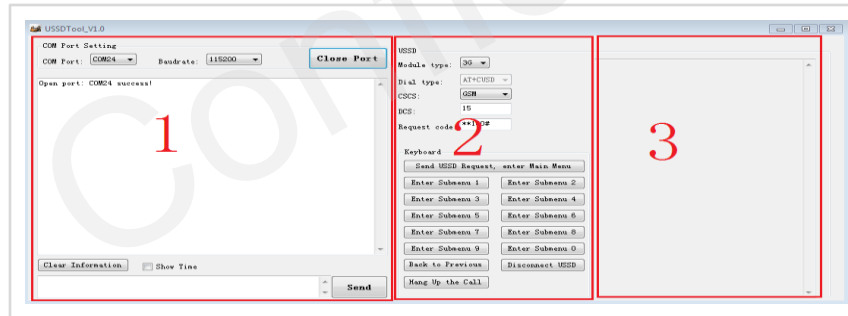 USSDTool_V1.0
COM Port Setting
COM Port: COM24 Baudrate: 115200 Close Port
Open port: COM24 success!
1
Clear Information Show Time
Send
USSD
Module type: 3G
Dial type: AT+CUSD
CSCS: GSM
DCS: 15
Request code
2
Keyboard
Send USSD Request, enter Main Menu
Enter Submenu 1 Enter Submenu 2
Enter Submenu 3 Enter Submenu 4
Enter Submenu 5 Enter Submenu 6
Enter Submenu 7 Enter Submenu 8
Enter Submenu 9 Enter Submenu 0
Back to Previous Disconnect USSD
Hang Up the Call
3